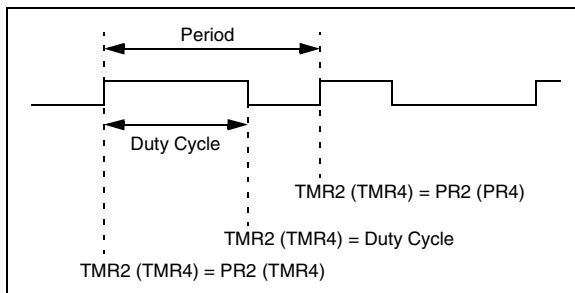 Period
Duty Cycle
TMR2 (TMR4) = PR2 (PR4)
TMR2 (TMR4) = Duty Cycle
TMR2 (TMR4) = PR2 (TMR4)